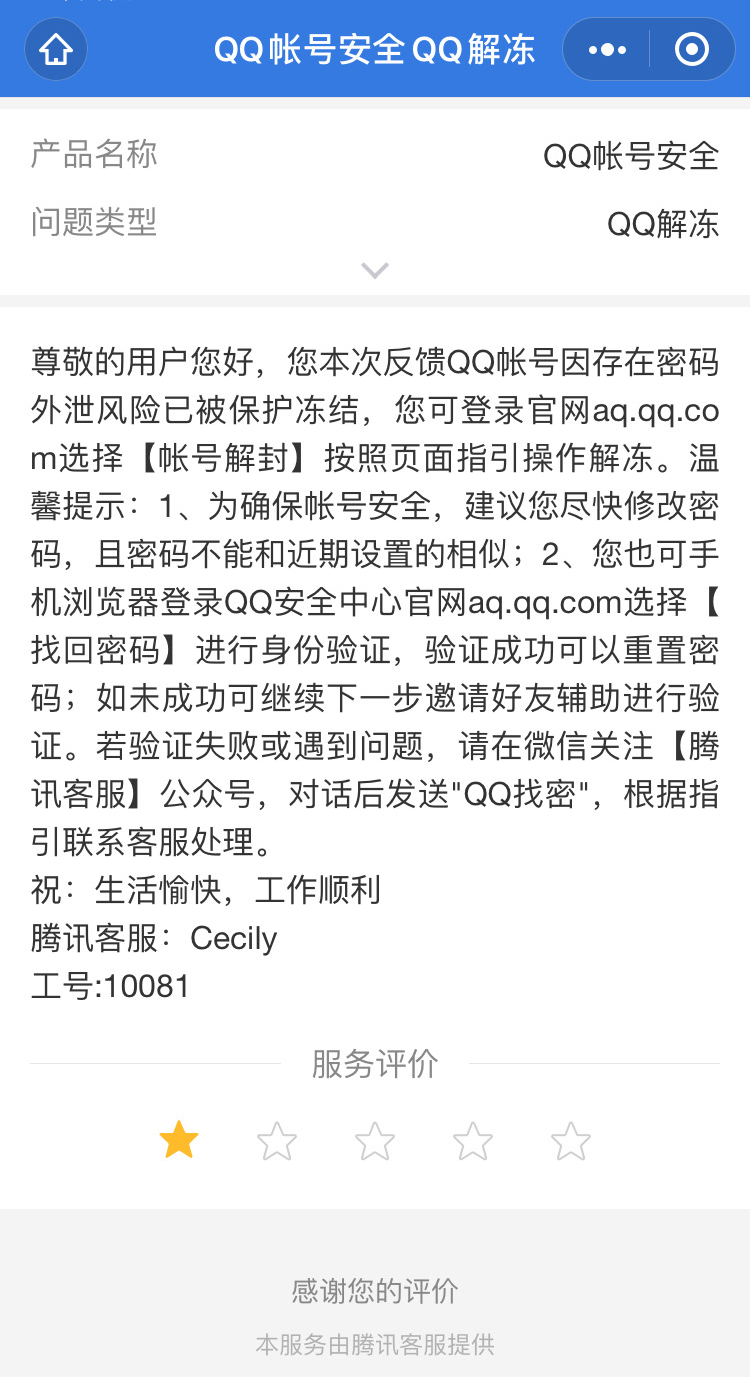 QQ帐号安全QQ解冻
产品名称
QQ帐号安全
问题类型
QQ解冻
尊敬的用户您好，您本次反馈QQ帐号因存在密码
外泄风险已被保护冻结，您可登录官网aq.qq.co
m选择【帐号解封】按照页面指引操作解冻。温
馨提示：1、为确保帐号安全，建议您尽快修改密
码，且密码不能和近期设置的相似；2、您也可手
机浏览器登录QQ安全中心官网aq.qq.com选择【
找回密码】进行身份验证，验证成功可以重置密
码；如未成功可继续下一步邀请好友辅助进行验
证。若验证失败或遇到问题，请在微信关注【腾
讯客服】公众号，对话后发送"QQ找密"，根据指
引联系客服处理。
祝：生活愉快，工作顺利
腾讯客服：Cecily
工号:10081
服务评价
感谢您的评价
本服务由腾讯客服提供